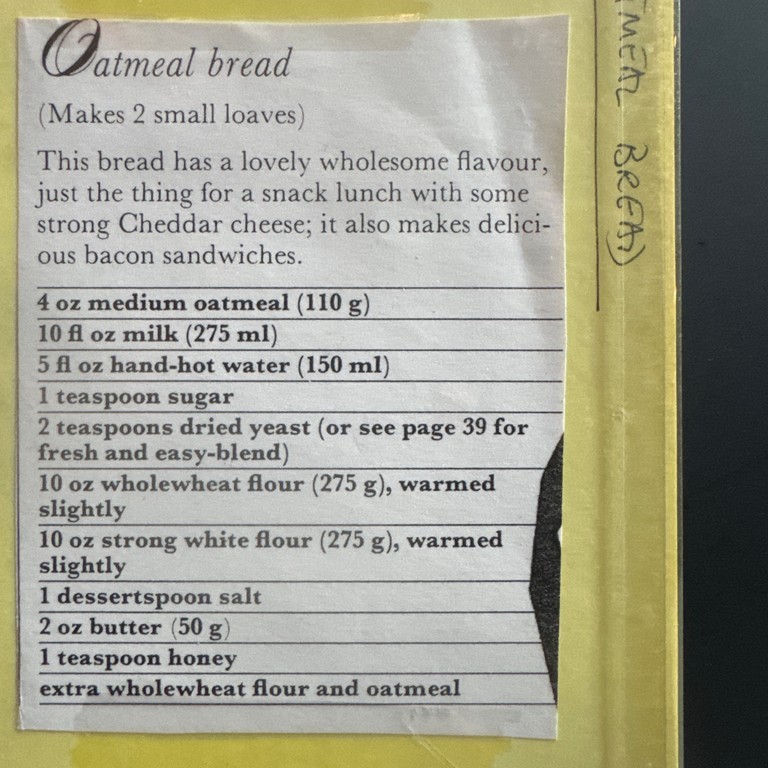 Oatmeal bread
(Makes 2 small loaves)
This bread has a lovely wholesome flavour,
just the thing for a snack lunch with some
strong Cheddar cheese; it also makes delici-
ous bacon sandwiches.
4 oz medium oatmeal (110 g)
10 fl oz milk (275 ml)
5 fl oz hand-hot water (150 ml)
1 teaspoon sugar
2 teaspoons dried yeast (or see page 39 for
fresh and easy-blend)
10 oz wholewheat flour (275 g), warmed
slightly
10 oz strong white flour (275 g), warmed
slightly
1 dessertspoon salt
2 oz butter (50 g)
1 teaspoon honey
extra wholewheat flour and oatmeal
TMEAL BREAD